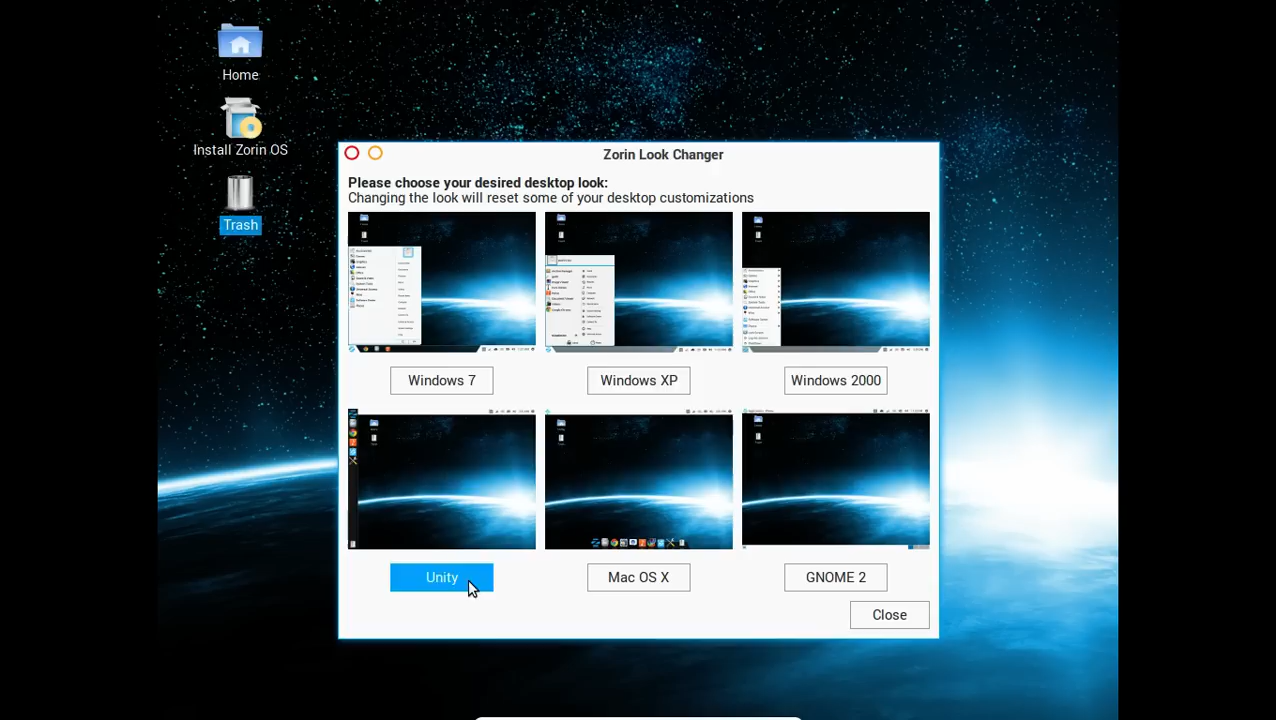 Home
Install Zorin OS
Trash
Zorin Look Changer
Please choose your desired desktop look:
Changing the look will reset some of your desktop customizations
Windows 7
Windows XP
Windows 2000
Unity
Mac OS X
GNOME 2
Close